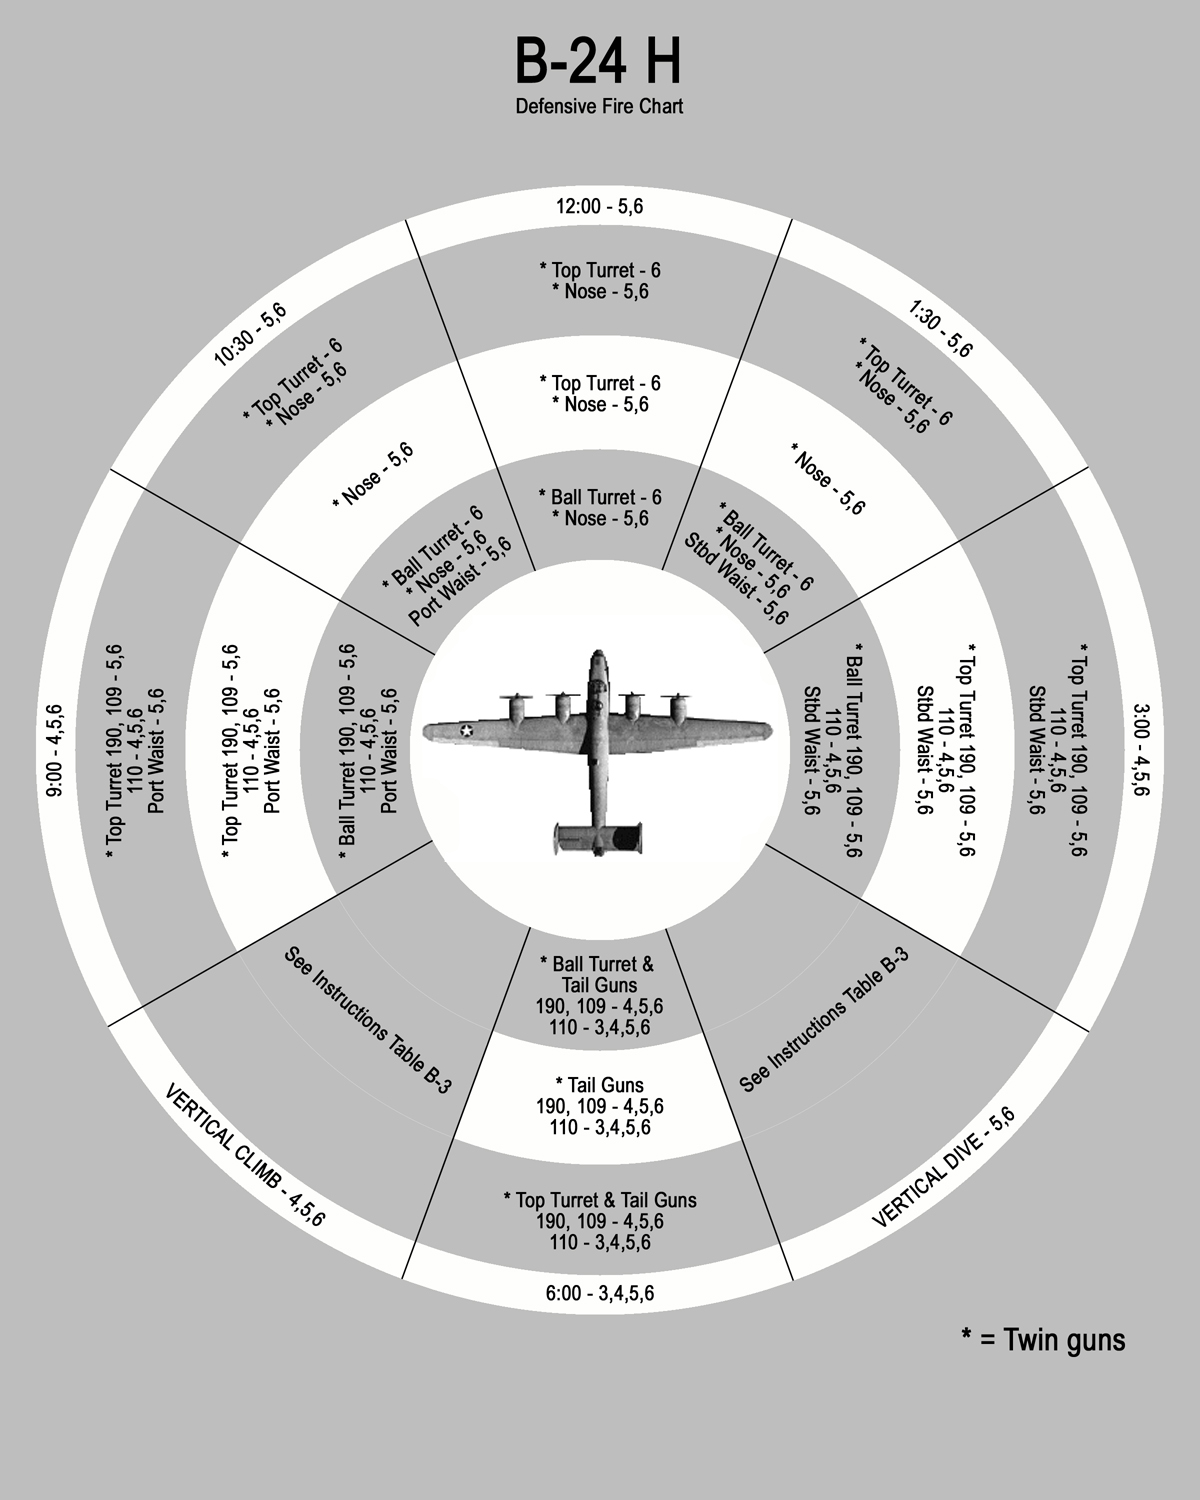 B-24 H
Defensive Fire Chart
12:00 - 5,6
* Top Turret - 6
* Nose - 5,6
* Top Turret - 6
* Nose - 5,6
* Ball Turret - 6
* Nose - 5,6
1:30 - 5,6
* Top Turret - 6
* Nose - 5,6
* Nose - 5,6
* Ball Turret - 6
* Nose - 5,6
Stbd Waist - 5,6
3:00 - 4,5,6
* Top Turret 190, 109 - 5,6
110 - 4,5,6
Stbd Waist - 5,6
* Top Turret 190, 109 - 5,6
110 - 4,5,6
Stbd Waist - 5,6
* Ball Turret 190, 109 - 5,6
110 - 4,5,6
Stbd Waist - 5,6
VERTICAL DIVE - 5,6
See Instructions Table B-3
* Ball Turret &
Tail Guns
190, 109 - 4,5,6
110 - 3,4,5,6
* Tail Guns
190, 109 - 4,5,6
110 - 3,4,5,6
* Top Turret & Tail Guns
190, 109 - 4,5,6
110 - 3,4,5,6
6:00 - 3,4,5,6
VERTICAL CLIMB - 4,5,6
See Instructions Table B-3
9:00 - 4,5,6
* Top Turret 190, 109 - 5,6
110 - 4,5,6
Port Waist - 5,6
* Top Turret 190, 109 - 5,6
110 - 4,5,6
Port Waist - 5,6
* Ball Turret 190, 109 - 5,6
110 - 4,5,6
Port Waist - 5,6
10:30 - 5,6
* Top Turret - 6
* Nose - 5,6
* Nose - 5,6
* Ball Turret - 6
* Nose - 5,6
Port Waist - 5,6
* = Twin guns